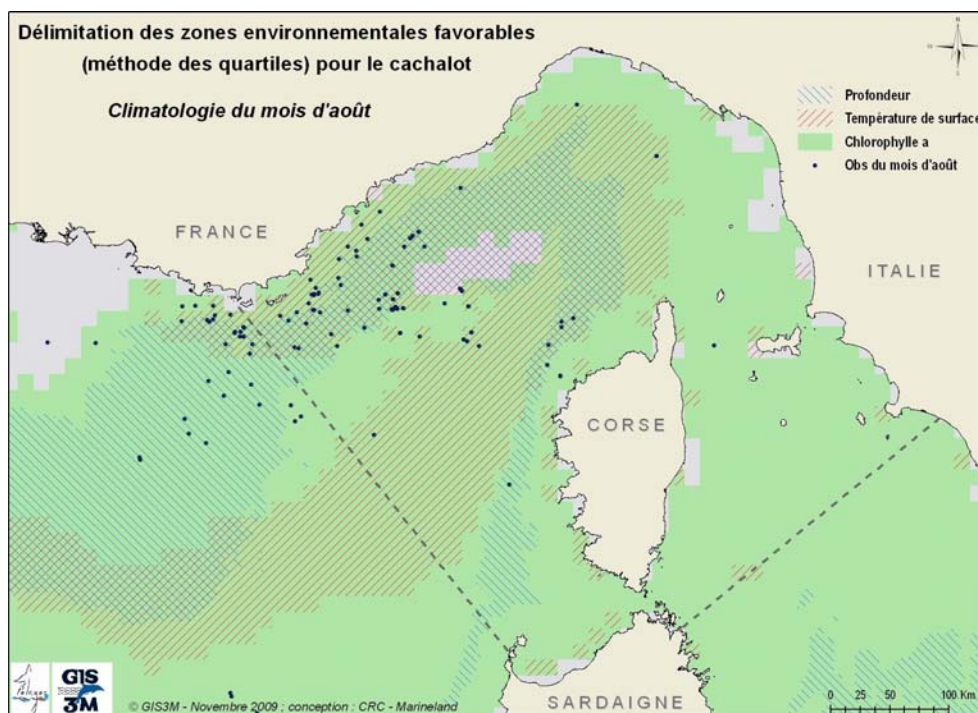 Délimitation des zones environnementales favorables
(méthode des quartiles) pour le cachalot
Climatologie du mois d'août
Profondeur
Température de surface
Chlorophylle a
Obs du mois d'août
FRANCE
ITALIE
CORSE
SARDAIGNE
Pelagos
GIS
3M
© GIS3M - Novembre 2009 ; conception : CRC - Marineland
0 25 50 100 Km